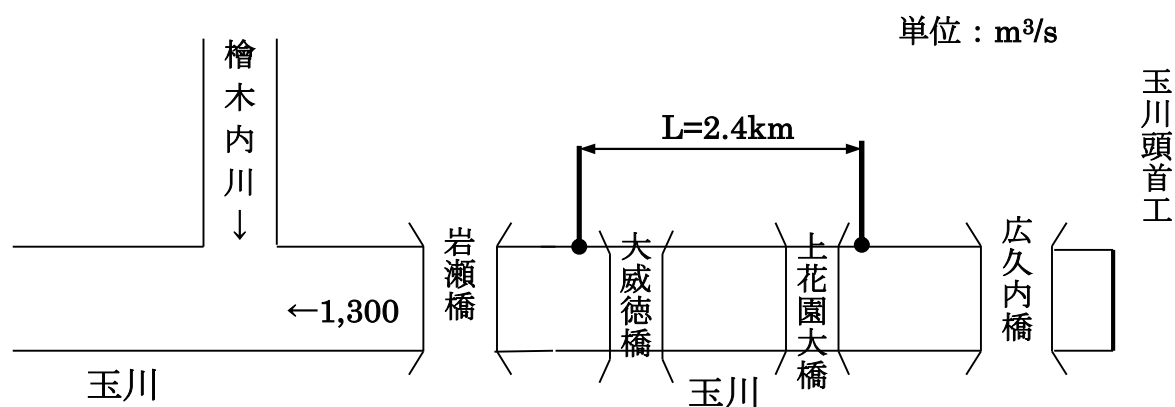 単位：m³/s
檜木内川↓
L=2.4km
玉川頭首工
岩瀬橋
大威徳橋
上花園大橋
広久内橋
←1,300
玉川
玉川